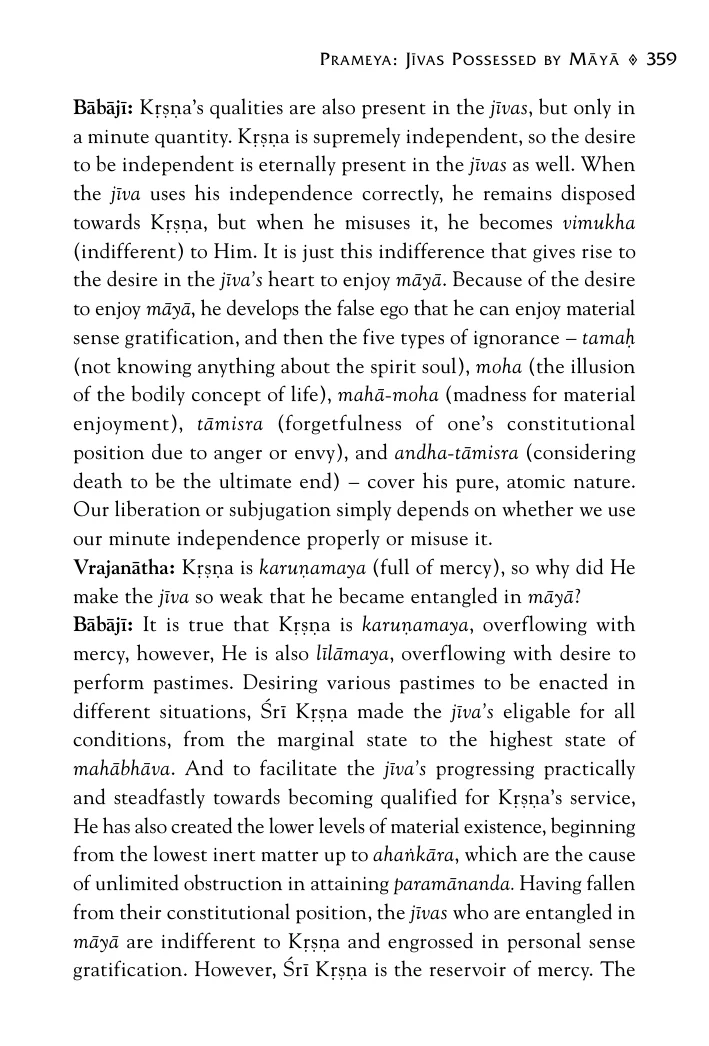 PRAMEYA: JĪVAS POSSESSED BY MĀYĀ ◈ 359
Bābājī: Kṛṣṇa’s qualities are also present in the jīvas, but only in
a minute quantity. Kṛṣṇa is supremely independent, so the desire
to be independent is eternally present in the jīvas as well. When
the jīva uses his independence correctly, he remains disposed
towards Kṛṣṇa, but when he misuses it, he becomes vimukha
(indifferent) to Him. It is just this indifference that gives rise to
the desire in the jīva’s heart to enjoy māyā. Because of the desire
to enjoy māyā, he develops the false ego that he can enjoy material
sense gratification, and then the five types of ignorance – tamaḥ
(not knowing anything about the spirit soul), moha (the illusion
of the bodily concept of life), mahā-moha (madness for material
enjoyment), tāmisra (forgetfulness of one’s constitutional
position due to anger or envy), and andha-tāmisra (considering
death to be the ultimate end) – cover his pure, atomic nature.
Our liberation or subjugation simply depends on whether we use
our minute independence properly or misuse it.
Vrajanātha: Kṛṣṇa is karuṇamaya (full of mercy), so why did He
make the jīva so weak that he became entangled in māyā?
Bābājī: It is true that Kṛṣṇa is karuṇamaya, overflowing with
mercy, however, He is also līlāmaya, overflowing with desire to
perform pastimes. Desiring various pastimes to be enacted in
different situations, Śrī Kṛṣṇa made the jīva’s eligable for all
conditions, from the marginal state to the highest state of
mahābhāva. And to facilitate the jīva’s progressing practically
and steadfastly towards becoming qualified for Kṛṣṇa’s service,
He has also created the lower levels of material existence, beginning
from the lowest inert matter up to ahaṅkāra, which are the cause
of unlimited obstruction in attaining paramānanda. Having fallen
from their constitutional position, the jīvas who are entangled in
māyā are indifferent to Kṛṣṇa and engrossed in personal sense
gratification. However, Śrī Kṛṣṇa is the reservoir of mercy. The